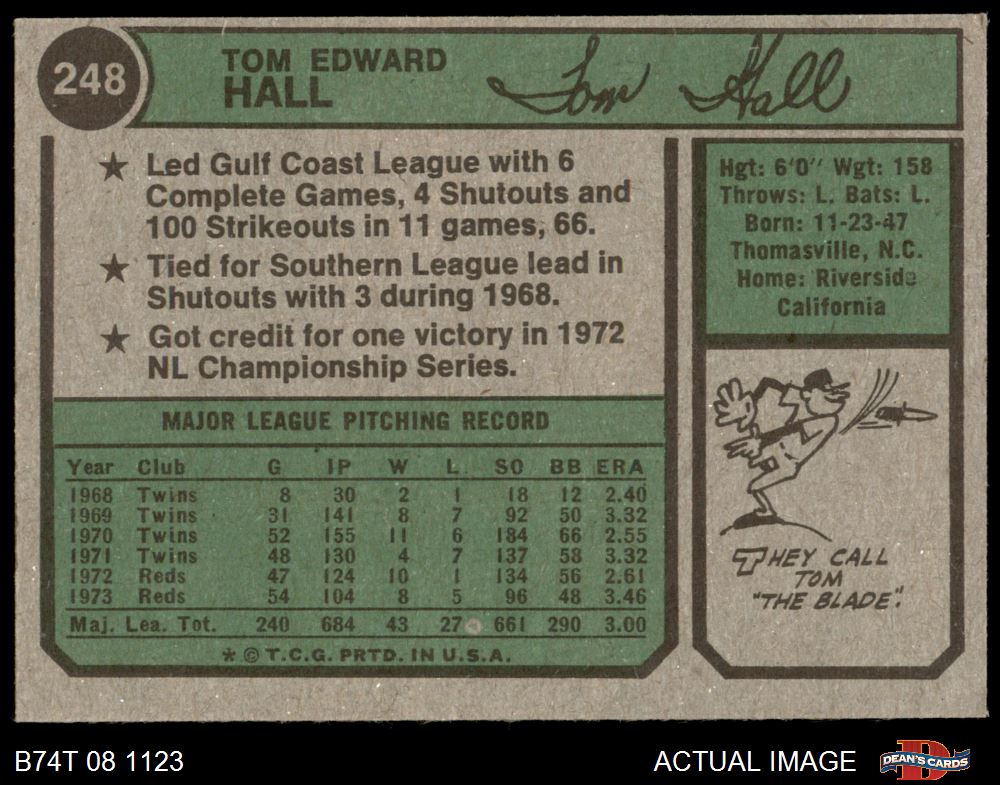 248
TOM EDWARD
HALL
Tom Hall
★ Led Gulf Coast League with 6
Complete Games, 4 Shutouts and
100 Strikeouts in 11 games, 66.
★ Tied for Southern League lead in
Shutouts with 3 during 1968.
★ Got credit for one victory in 1972
NL Championship Series.
MAJOR LEAGUE PITCHING RECORD
Year Club G IP W L SO BB ERA
1968 Twins 8 30 2 1 18 12 2.40
1969 Twins 31 141 8 7 92 50 3.32
1970 Twins 52 155 11 6 184 66 2.55
1971 Twins 48 130 4 7 137 58 3.32
1972 Reds 47 124 10 1 134 56 2.61
1973 Reds 54 104 8 5 96 48 3.46
Maj. Lea. Tot. 240 684 43 27 661 290 3.00
* © T.C.G. PRTD. IN U.S.A.
Hgt: 6'0" Wgt: 158
Throws: L. Bats: L.
Born: 11-23-47
Thomasville, N.C.
Home: Riverside
California
THEY CALL
TOM
"THE BLADE".
B74T 08 1123
ACTUAL IMAGE
DEAN'S CARDS